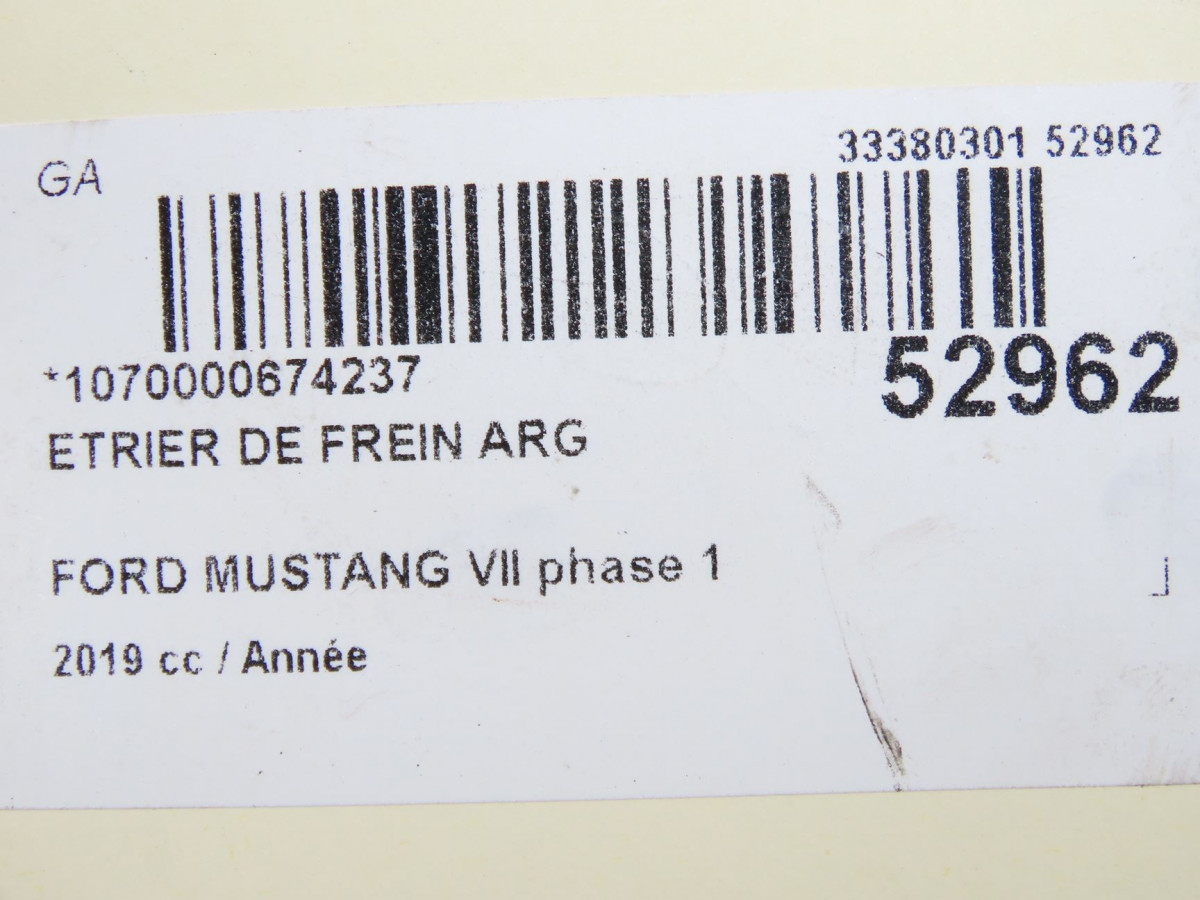 GA
33380301 52962
*1070000674237
52962
ETRIER DE FREIN ARG
FORD MUSTANG VII phase 1
2019 cc / Année